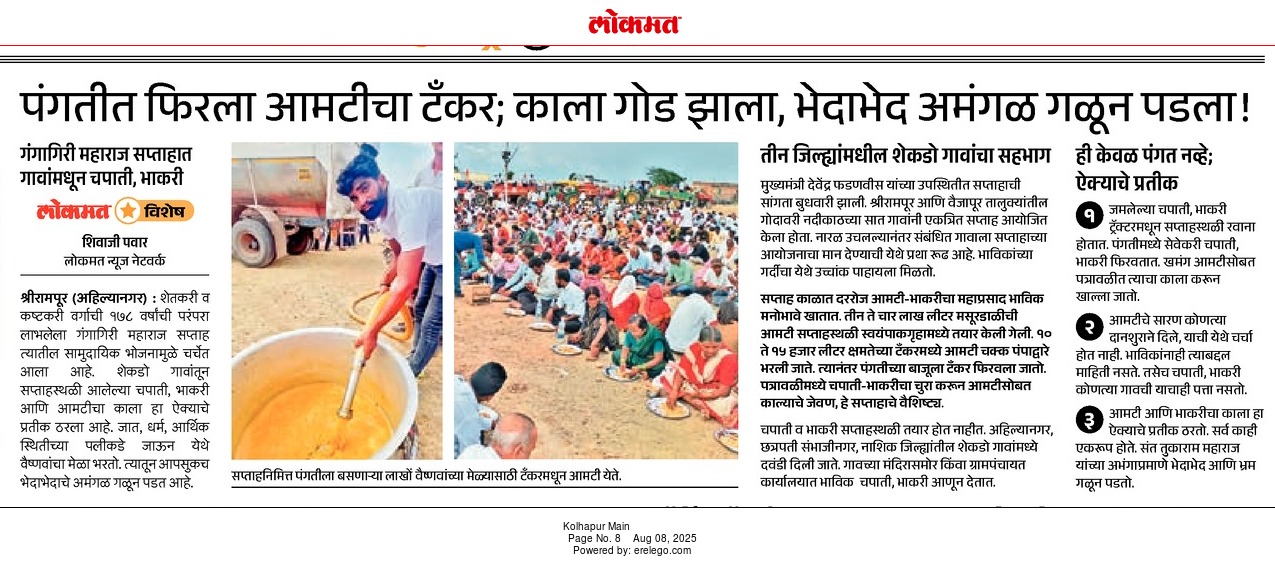 लोकमत
पंगतीत फिरला आमटीचा टँकर; काला गोड झाला, भेदाभेद अमंगळ गळून पडला!
गंगागिरी महाराज सप्ताहात
गावांमधून चपाती, भाकरी
लोकमत विशेष
शिवाजी पवार
लोकमत न्यूज नेटवर्क
श्रीरामपूर (अहिल्यानगर) : शेतकरी व
कष्टकरी वर्गाची १७८ वर्षांची परंपरा
लाभलेला गंगागिरी महाराज सप्ताह
त्यातील सामुदायिक भोजनामुळे चर्चेत
आला आहे. शेकडो गावांतून
सप्ताहस्थळी आलेल्या चपाती, भाकरी
आणि आमटीचा काला हा ऐक्याचे
प्रतीक ठरला आहे. जात, धर्म, आर्थिक
स्थितीच्या पलीकडे जाऊन येथे
वैष्णवांचा मेळा भरतो. त्यातून आपसुकच
भेदाभेदाचे अमंगळ गळून पडत आहे.
सप्ताहनिमित्त पंगतीला बसणाऱ्या लाखों वैष्णवांच्या मेळ्यासाठी टँकरमधून आमटी येते.
तीन जिल्ह्यांमधील शेकडो गावांचा सहभाग
मुख्यमंत्री देवेंद्र फडणवीस यांच्या उपस्थितीत सप्ताहाची
सांगता बुधवारी झाली. श्रीरामपूर आणि वैजापूर तालुक्यांतील
गोदावरी नदीकाठच्या सात गावांनी एकत्रित सप्ताह आयोजित
केला होता. नारळ उचलल्यानंतर संबंधित गावाला सप्ताहाच्या
आयोजनाचा मान देण्याची येथे प्रथा रूढ आहे. भाविकांच्या
गर्दीचा येथे उच्चांक पाहायला मिळतो.
सप्ताह काळात दररोज आमटी-भाकरीचा महाप्रसाद भाविक
मनोभावे खातात. तीन ते चार लाख लीटर मसूरडाळीची
आमटी सप्ताहस्थळी स्वयंपाकगृहामध्ये तयार केली गेली. १०
ते १५ हजार लीटर क्षमतेच्या टँकरमध्ये आमटी चक्क पंपाद्वारे
भरली जाते. त्यानंतर पंगतीच्या बाजूला टँकर फिरवला जातो.
पत्रावळीमध्ये चपाती-भाकरीचा चुरा करून आमटीसोबत
काल्याचे जेवण, हे सप्ताहाचे वैशिष्ट्य.
चपाती व भाकरी सप्ताहस्थळी तयार होत नाहीत. अहिल्यानगर,
छत्रपती संभाजीनगर, नाशिक जिल्ह्यांतील शेकडो गावांमध्ये
दवंडी दिली जाते. गावच्या मंदिरासमोर किंवा ग्रामपंचायत
कार्यालयात भाविक चपाती, भाकरी आणून देतात.
ही केवळ पंगत नव्हे;
ऐक्याचे प्रतीक
१ जमलेल्या चपाती, भाकरी
ट्रॅक्टरमधून सप्ताहस्थळी रवाना
होतात. पंगतीमध्ये सेवेकरी चपाती,
भाकरी फिरवतात. खमंग आमटीसोबत
पत्रावळीत त्याचा काला करून
खाल्ला जातो.
२ आमटीचे सारण कोणत्या
दानशुराने दिले, याची येथे चर्चा
होत नाही. भाविकांनाही त्याबद्दल
माहिती नसते. तसेच चपाती, भाकरी
कोणत्या गावची याचाही पत्ता नसतो.
३ आमटी आणि भाकरीचा काला हा
ऐक्याचे प्रतीक ठरतो. सर्व काही
एकरूप होते. संत तुकाराम महाराज
यांच्या अभंगाप्रमाणे भेदाभेद आणि भ्रम
गळून पडतो.
Kolhapur Main
Page No. 8 Aug 08, 2025
Powered by: erelego.com